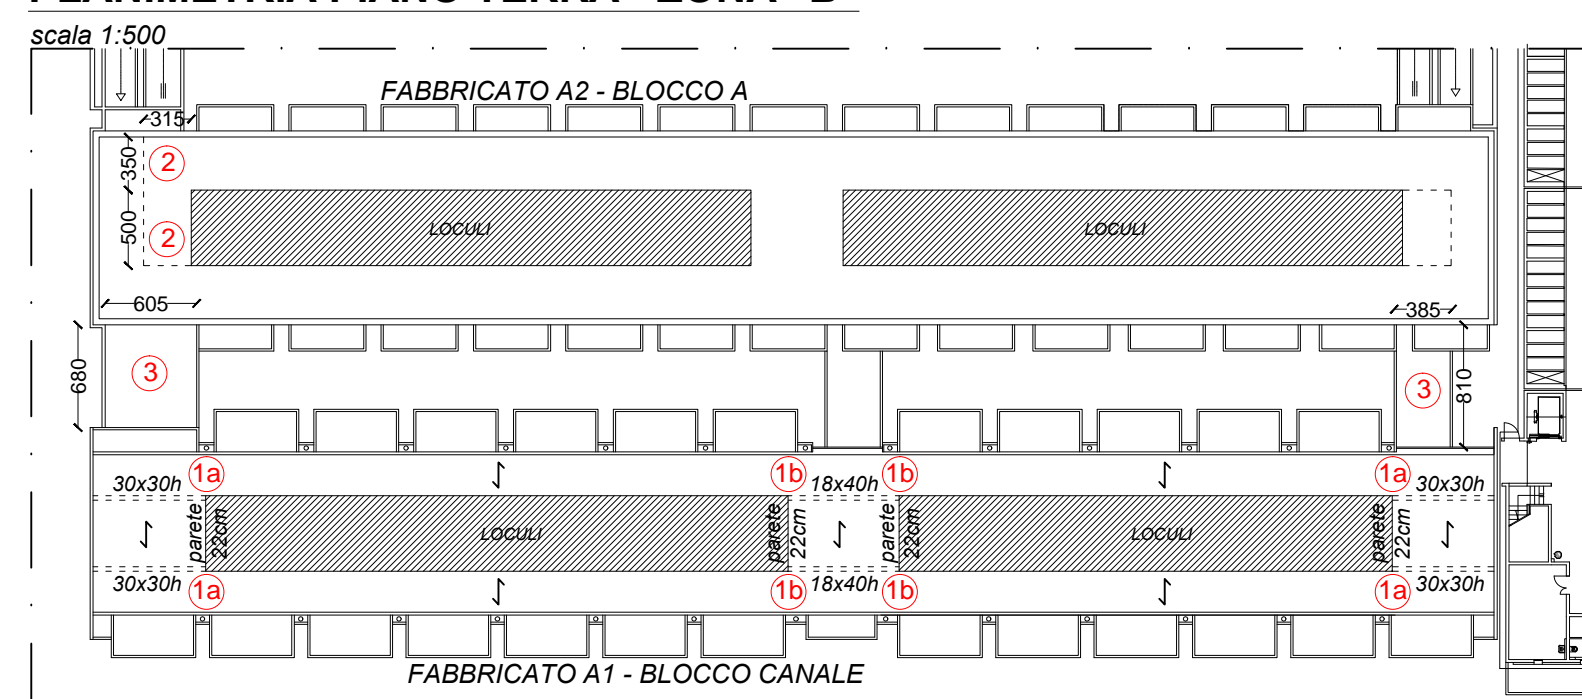 scala 1:500
FABBRICATO A2 - BLOCCO A
315
350
2
500
2
LOCULI
LOCULI
605
385
680
3
3
810
1a
1b
1b
1a
30x30h
18x40h
30x30h
parete
22cm
LOCULI
parete
22cm
parete
22cm
LOCULI
parete
22cm
30x30h
1a
1b
18x40h
1b
1a
30x30h
FABBRICATO A1 - BLOCCO CANALE